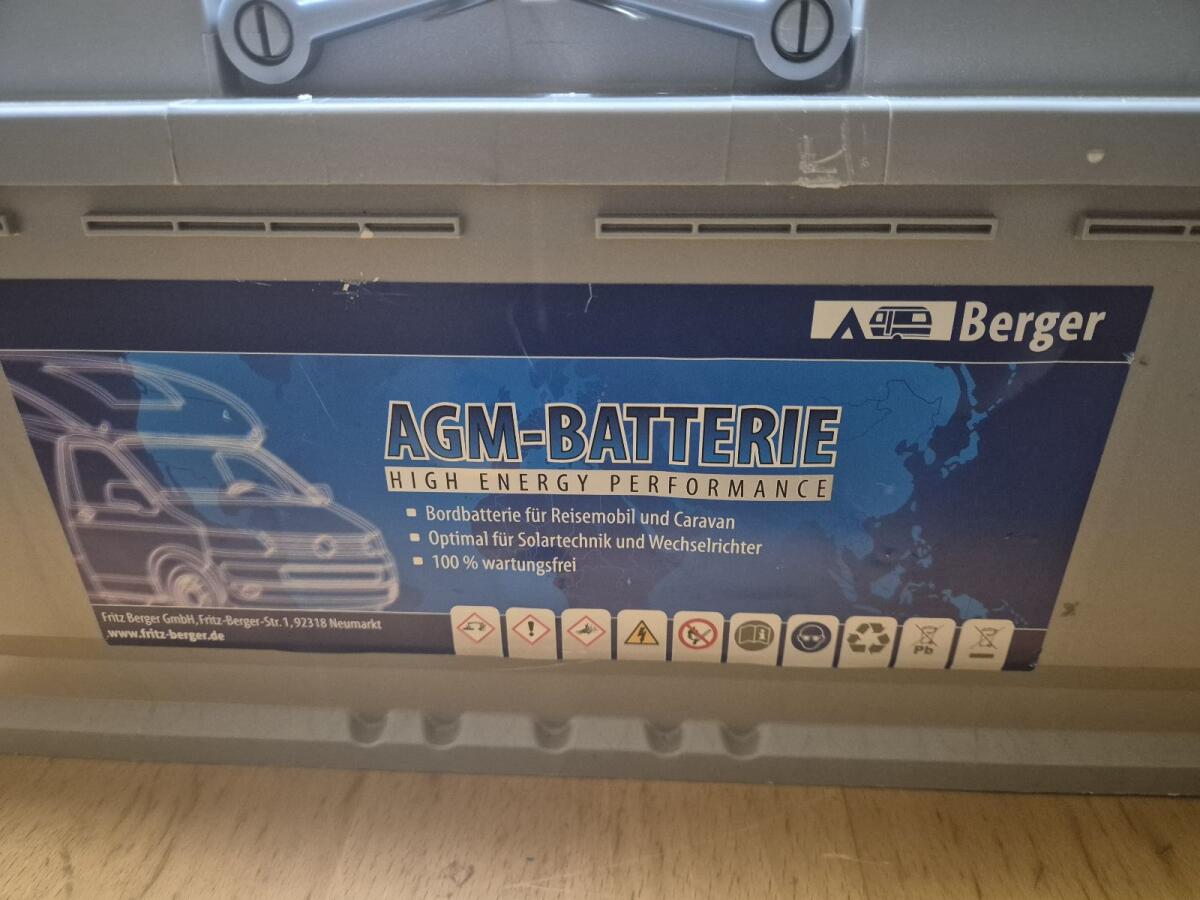 Berger
AGM-BATTERIE
HIGH ENERGY PERFORMANCE
Bordbatterie für Reisemobil und Caravan
Optimal für Solartechnik und Wechselrichter
100 % wartungsfrei
Fritz Berger GmbH, Fritz-Berger-Str. 1, 92318 Neumarkt
www.fritz-berger.de
Pb